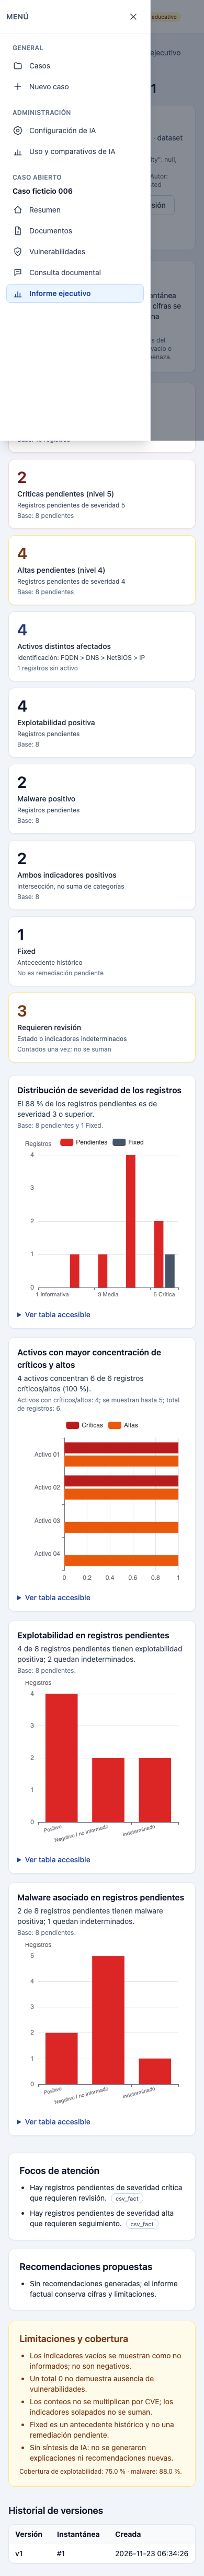 MENÚ
educativo
GENERAL
Casos
Nuevo caso
ADMINISTRACIÓN
Configuración de IA
Uso y comparativos de IA
CASO ABIERTO
Caso ficticio 006
Resumen
Documentos
Vulnerabilidades
Consulta documental
Informe ejecutivo
2
Críticas pendientes (nivel 5)
Registros pendientes de severidad 5
Base: 8 pendientes
4
Altas pendientes (nivel 4)
Registros pendientes de severidad 4
Base: 8 pendientes
4
Activos distintos afectados
Identificación: FQDN > DNS > NetBIOS > IP
1 registros sin activo
4
Explotabilidad positiva
Registros pendientes
Base: 8
2
Malware positivo
Registros pendientes
Base: 8
2
Ambos indicadores positivos
Intersección, no suma de categorías
Base: 8
1
Fixed
Antecedente histórico
No es remediación pendiente
3
Requieren revisión
Estado o indicadores indeterminados
Contados una vez; no se suman
Distribución de severidad de los registros
El 88 % de los registros pendientes es de
severidad 3 o superior.
Base: 8 pendientes y 1 Fixed.
Registros
Pendientes
Fixed
4
3
2
1
0
1 Informativa
3 Media
5 Crítica
Ver tabla accesible
Activos con mayor concentración de
críticos y altos
4 activos concentran 6 de 6 registros
críticos/altos (100 %).
Activos con críticos/altos: 4; se muestran hasta 5; total
de registros: 6.
Críticas
Altas
Activo 01
Activo 02
Activo 03
Activo 04
0 0.2 0.4 0.6 0.8 1
Ver tabla accesible
Explotabilidad en registros pendientes
4 de 8 registros pendientes tienen explotabilidad
positiva; 2 quedan indeterminados.
Base: 8 pendientes.
Registros
4
3
2
1
0
Positivo
Negativo / no informado
Indeterminado
Ver tabla accesible
Malware asociado en registros pendientes
2 de 8 registros pendientes tienen malware
positiva; 1 quedan indeterminados.
Base: 8 pendientes.
Registros
5
4
3
2
1
0
Positivo
Negativo / no informado
Indeterminado
Ver tabla accesible
Focos de atención
Hay registros pendientes de severidad crítica
que requieren revisión. csv_fact
Hay registros pendientes de severidad alta
que requieren seguimiento. csv_fact
Recomendaciones propuestas
Sin recomendaciones generadas; el informe
factual conserva cifras y limitaciones.
Limitaciones y cobertura
Los indicadores vacíos se muestran como no
informados; no son negativos.
Un total 0 no demuestra ausencia de
vulnerabilidades.
Los conteos no se multiplican por CVE; los
indicadores solapados no se suman.
Fixed es un antecedente histórico y no una
remediación pendiente.
Sin síntesis de IA: no se generaron
explicaciones ni recomendaciones nuevas.
Cobertura de explotabilidad: 75.0 % · malware: 88.0 %.
Historial de versiones
Versión Instantánea Creada
v1 #1 2026-11-23 06:34:26